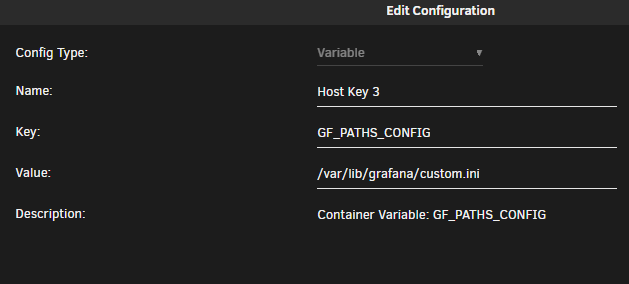 Edit Configuration
Config Type: Variable
Name: Host Key 3
Key: GF_PATHS_CONFIG
Value: /var/lib/grafana/custom.ini
Description: Container Variable: GF_PATHS_CONFIG